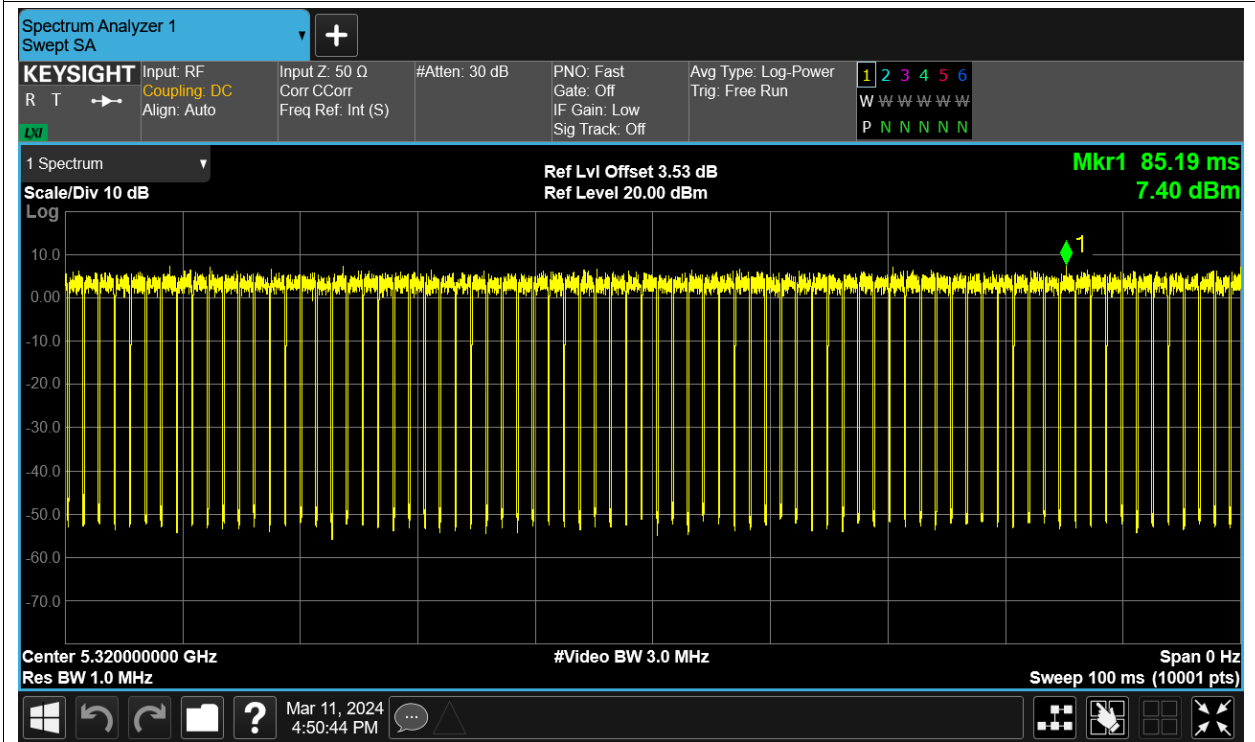 Spectrum Analyzer 1
Swept SA
+
KEYSIGHT
R T
LXI
Input: RF
Coupling: DC
Align: Auto
Input Z: 50 Ω
Corr CCorr
Freq Ref: Int (S)
#Atten: 30 dB
PNO: Fast
Gate: Off
IF Gain: Low
Sig Track: Off
Avg Type: Log-Power
Trig: Free Run
1 2 3 4 5 6
W W W W W W
P N N N N N
1 Spectrum
Scale/Div 10 dB
Log
Ref Lvl Offset 3.53 dB
Ref Level 20.00 dBm
Mkr1 85.19 ms
7.40 dBm
1
10.0
0.00
-10.0
-20.0
-30.0
-40.0
-50.0
-60.0
-70.0
Center 5.320000000 GHz
Res BW 1.0 MHz
#Video BW 3.0 MHz
Span 0 Hz
Sweep 100 ms (10001 pts)
?
Mar 11, 2024
4:50:44 PM